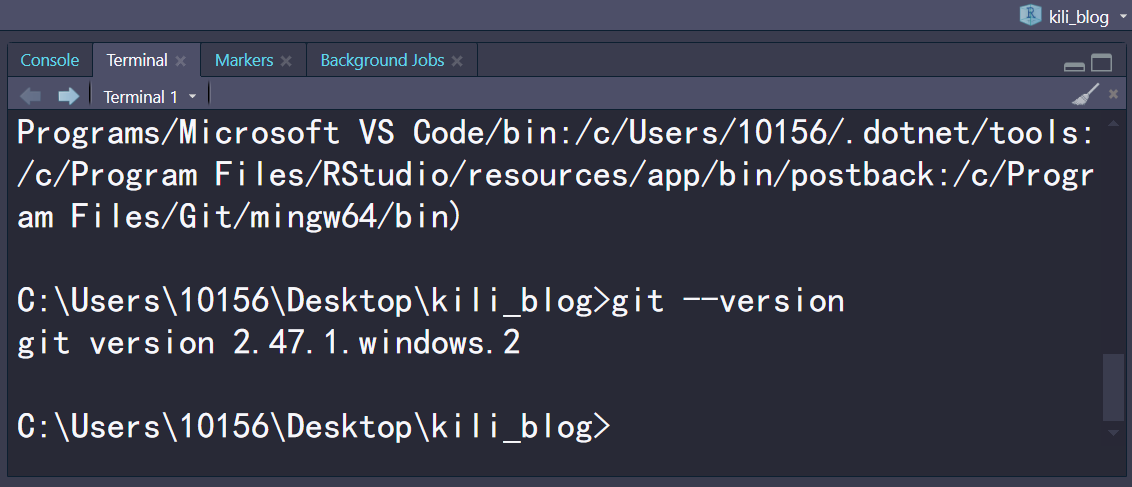 kili_blog
Console Terminal Markers Background Jobs
Terminal 1
Programs/Microsoft VS Code/bin:/c/Users/10156/.dotnet/tools:
/c/Program Files/RStudio/resources/app/bin/postback:/c/Progr
am Files/Git/mingw64/bin)
C:\Users\10156\Desktop\kili_blog>git --version
git version 2.47.1.windows.2
C:\Users\10156\Desktop\kili_blog>